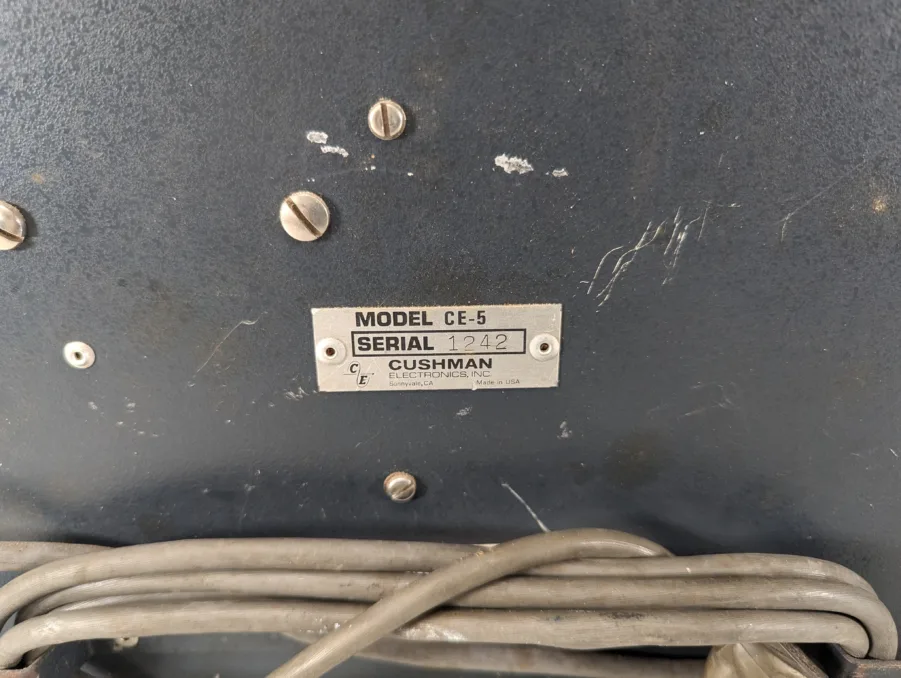 MODEL CE-5
SERIAL 1242
CE CUSHMAN
ELECTRONICS, INC.
Sunnyvale, CA Made in USA